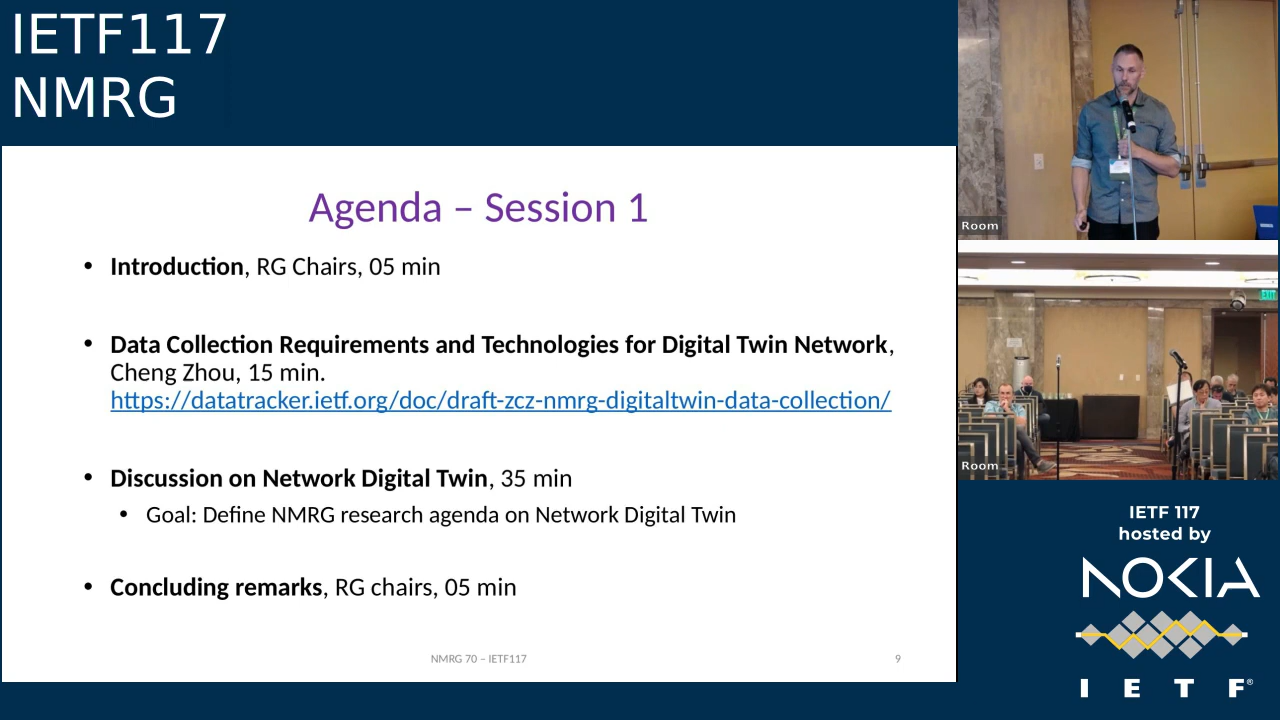 IETF117
NMRG
Agenda – Session 1
• Introduction, RG Chairs, 05 min
• Data Collection Requirements and Technologies for Digital Twin Network,
Cheng Zhou, 15 min.
https://datatracker.ietf.org/doc/draft-zcz-nmrg-digitaltwin-data-collection/
• Discussion on Network Digital Twin, 35 min
• Goal: Define NMRG research agenda on Network Digital Twin
• Concluding remarks, RG chairs, 05 min
NMRG 70 – IETF117
9
Room
EXIT
Room
IETF 117
hosted by
NOKIA
I E T F®